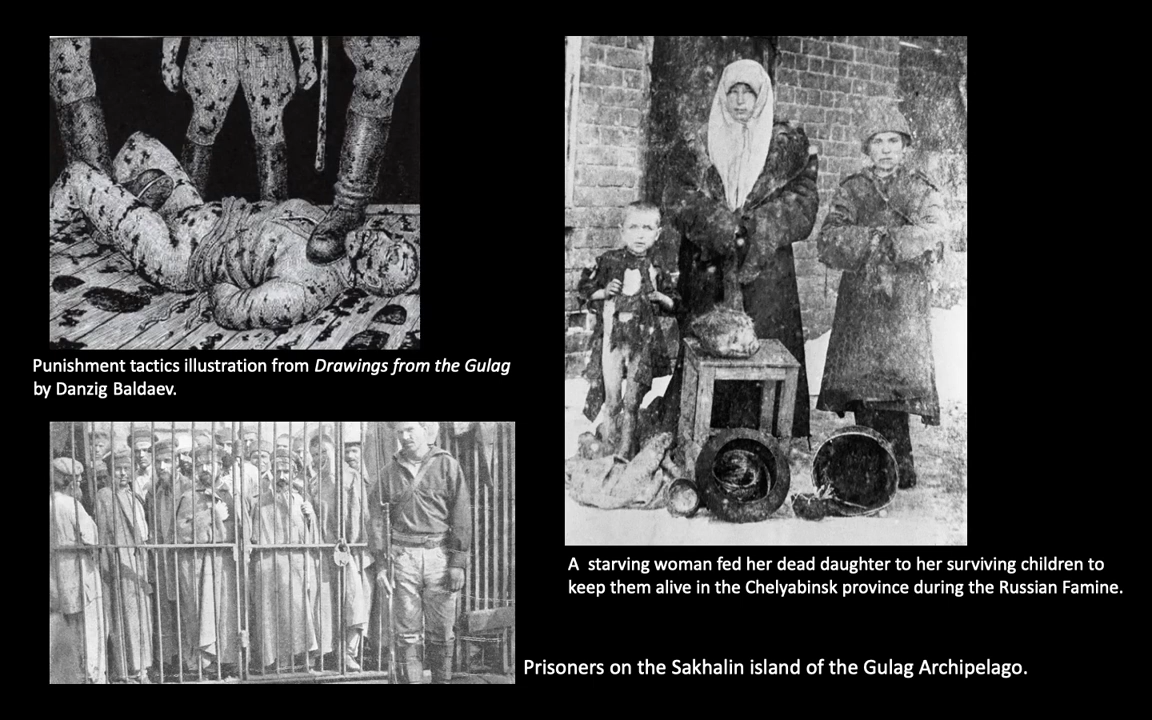 Punishment tactics illustration from Drawings from the Gulag
by Danzig Baldaev.
A  starving woman fed her dead daughter to her surviving children to
keep them alive in the Chelyabinsk province during the Russian Famine.
Prisoners on the Sakhalin island of the Gulag Archipelago.